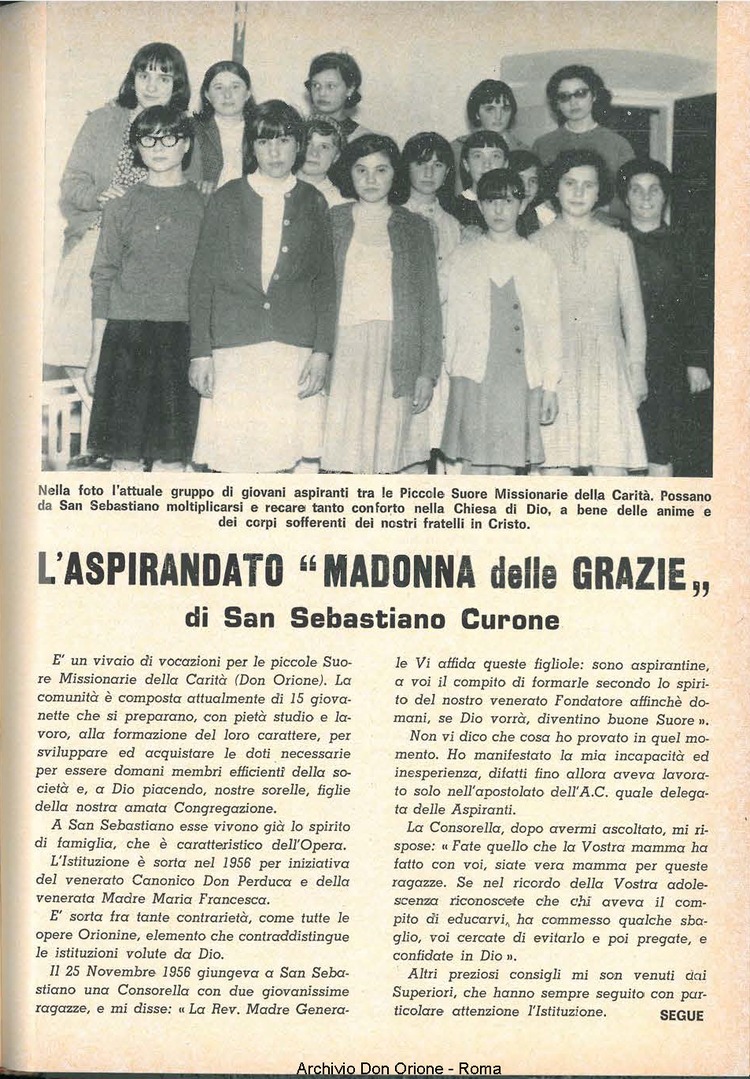 Nella foto l'attuale gruppo di giovani aspiranti tra le Piccole Suore Missionarie della Carità. Possano
da San Sebastiano moltiplicarsi e recare tanto conforto nella Chiesa di Dio, a bene delle anime e
dei corpi sofferenti dei nostri fratelli in Cristo.
L'ASPIRANDATO “ MADONNA delle GRAZIE „
di San Sebastiano Curone
E' un vivaio di vocazioni per le piccole Suo-
re Missionarie della Carità (Don Orione). La
comunità è composta attualmente di 15 giova-
nette che si preparano, con pietà studio e la-
voro, alla formazione del loro carattere, per
sviluppare ed acquistare le doti necessarie
per essere domani membri efficienti della so-
cietà e, a Dio piacendo, nostre sorelle, figlie
della nostra amata Congregazione.
A San Sebastiano esse vivono già lo spirito
di famiglia, che è caratteristico dell'Opera.
L'Istituzione è sorta nel 1956 per iniziativa
del venerato Canonico Don Perduca e della
venerata Madre Maria Francesca.
E' sorta fra tante contrarietà, come tutte le
opere Orionine, elemento che contraddistingue
le istituzioni volute da Dio.
Il 25 Novembre 1956 giungeva a San Seba-
stiano una Consorella con due giovanissime
ragazze, e mi disse: « La Rev. Madre Genera-
le Vi affida queste figliole: sono aspirantine,
a voi il compito di formarle secondo lo spiri-
to del nostro venerato Fondatore affinchè do-
mani, se Dio vorrà, diventino buone Suore ».
Non vi dico che cosa ho provato in quel mo-
mento. Ho manifestato la mia incapacità ed
inesperienza, difatti fino allora aveva lavora-
to solo nell'apostolato dell'A.C. quale delega-
ta delle Aspiranti.
La Consorella, dopo avermi ascoltato, mi ri-
spose: « Fate quello che la Vostra mamma ha
fatto con voi, siate vera mamma per queste
ragazze. Se nel ricordo della Vostra adole-
scenza riconoscete che chi aveva il com-
pito di educarvi, ha commesso qualche sba-
glio, voi cercate di evitarlo e poi pregate, e
confidate in Dio ».
Altri preziosi consigli mi son venuti dai
Superiori, che hanno sempre seguito con par-
ticolare attenzione l'Istituzione.
SEGUE
Archivio Don Orione - Roma